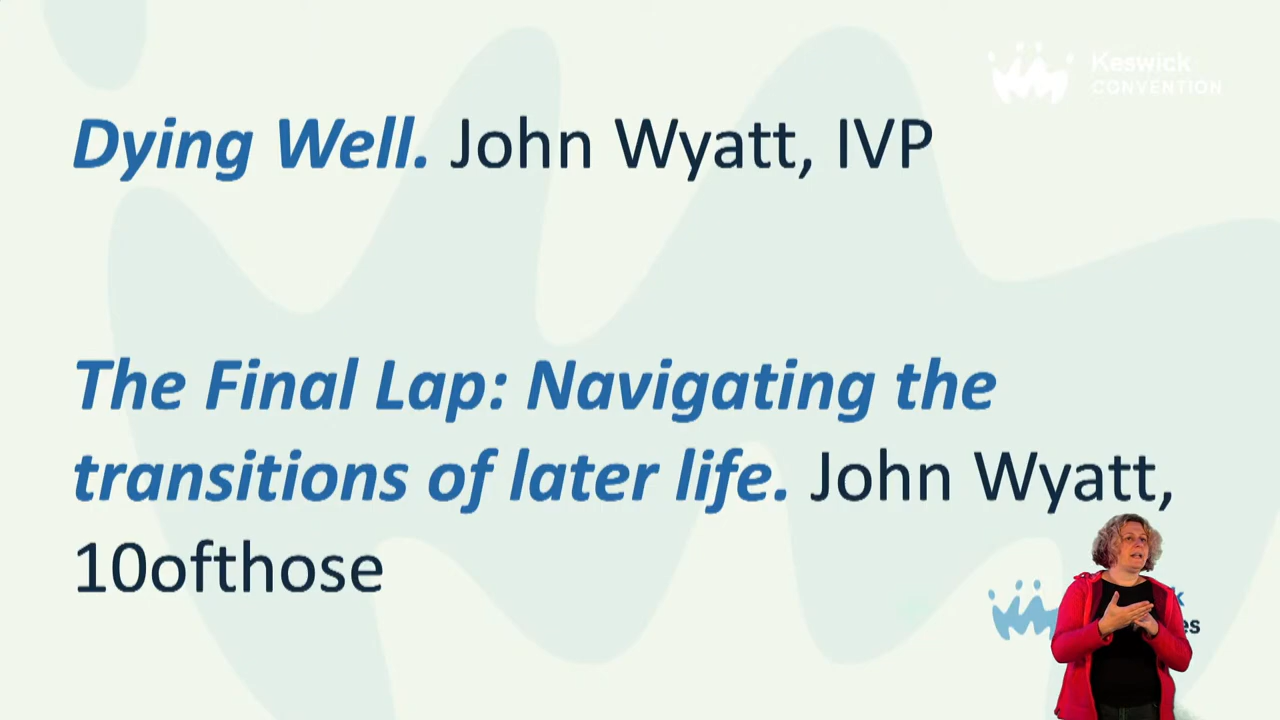 Keswick
CONVENTION
Dying Well. John Wyatt, IVP
The Final Lap: Navigating the
transitions of later life. John Wyatt,
10ofthose